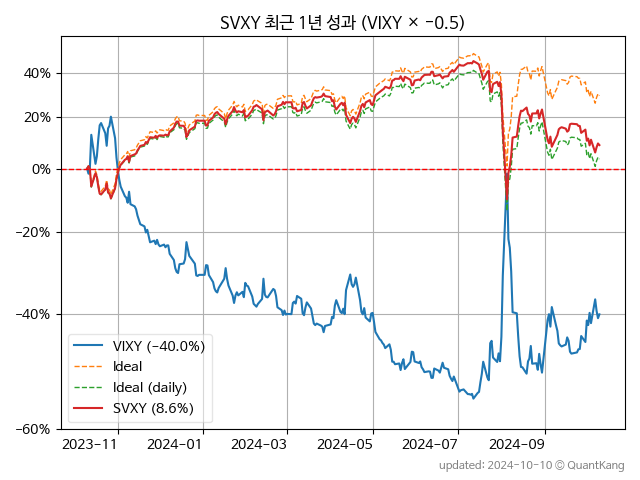 SVXY 최근 1년 성과 (VIXY × −0.5)
40%
20%
0%
−20%
−40%
−60%
VIXY (−40.0%)
Ideal
Ideal (daily)
SVXY (8.6%)
2023−11
2024−01
2024−03
2024−05
2024−07
2024−09
updated: 2024-10-10 © QuantKang